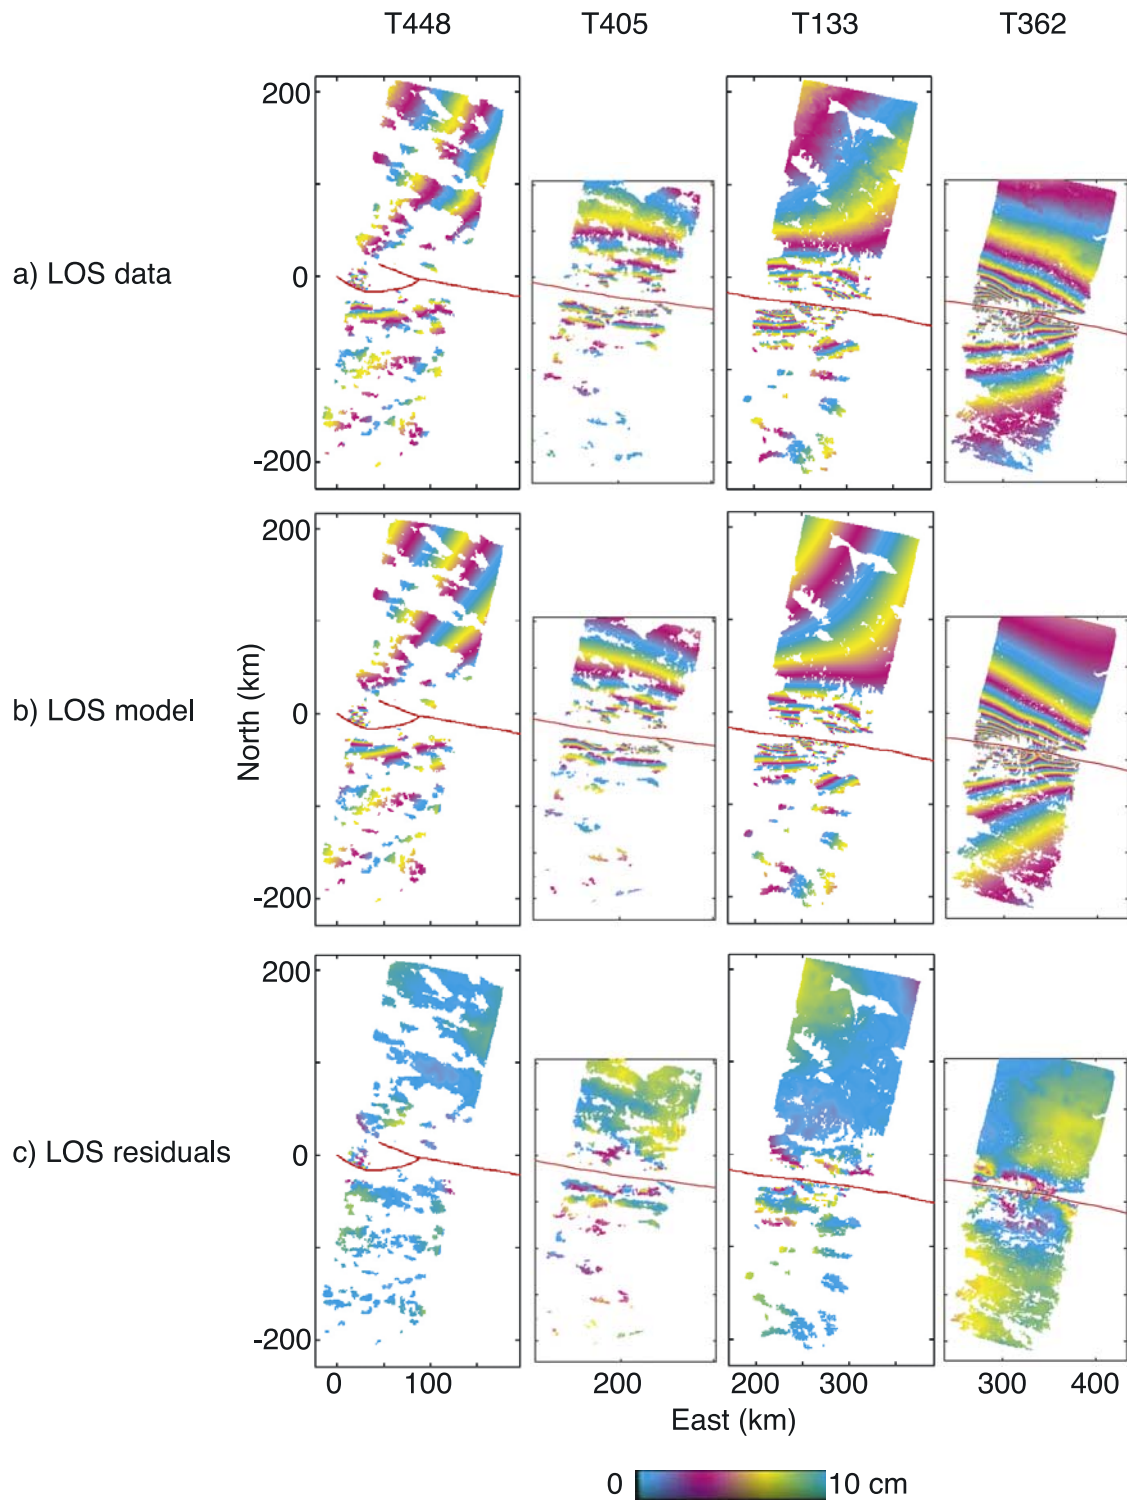 T448 T405 T133 T362
200
a) LOS data
0
-200
200
b) LOS model
0
North (km)
-200
200
c) LOS residuals
0
-200
0 100 200 200 300 300 400
East (km)
0 10 cm